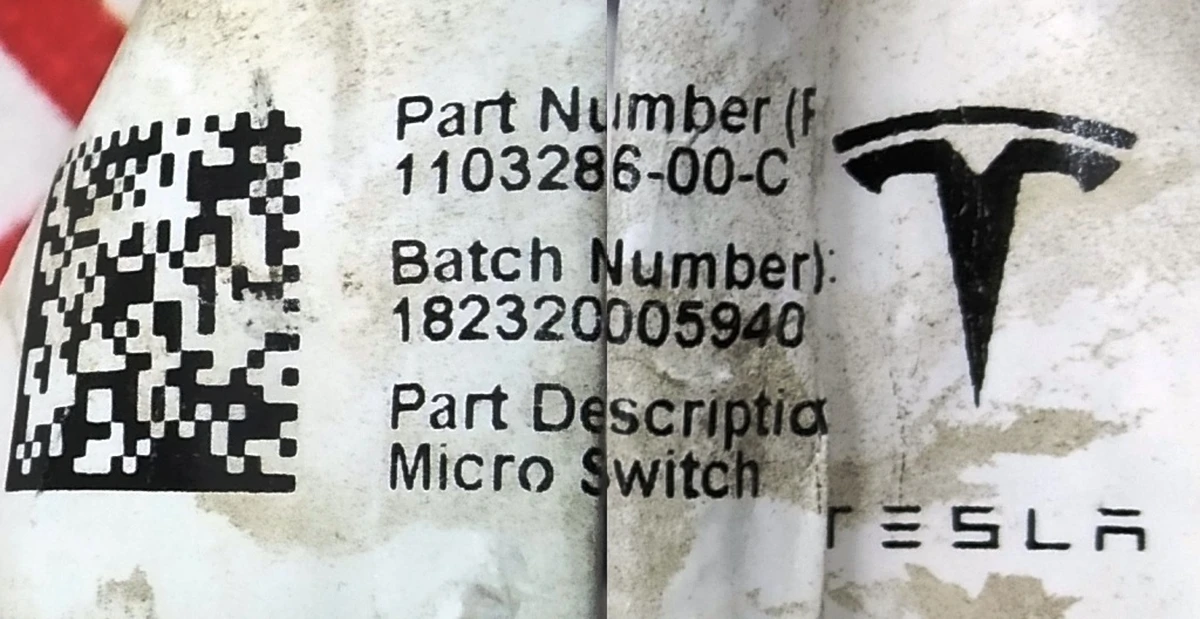 Part Number (P
1103286-00-C
Batch Number):
182320005940
Part Descriptio
Micro Switch
TESLA